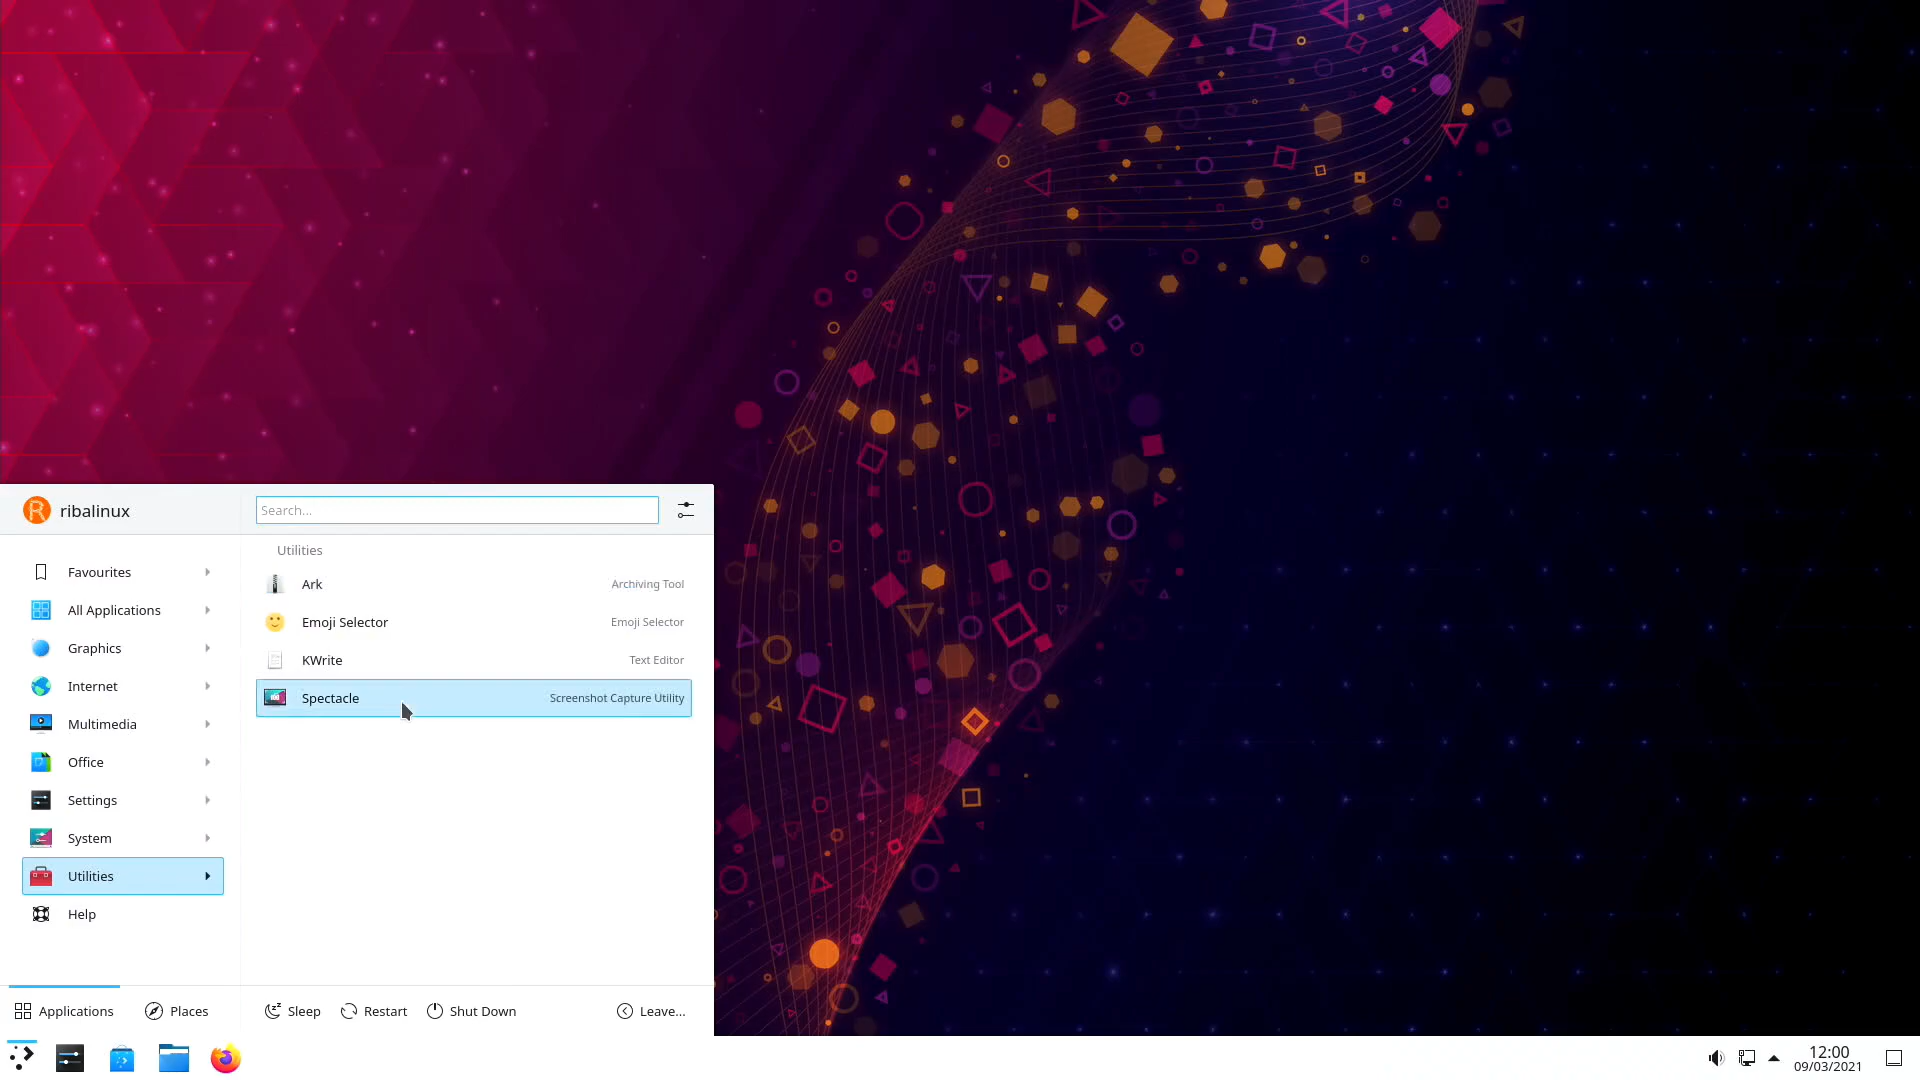 ribalinux
Search...
Favourites
All Applications
Graphics
Internet
Multimedia
Office
Settings
System
Utilities
Help
Utilities
Ark Archiving Tool
Emoji Selector Emoji Selector
KWrite Text Editor
Spectacle Screenshot Capture Utility
Applications Places Sleep Restart Shut Down Leave...
12:00
09/03/2021